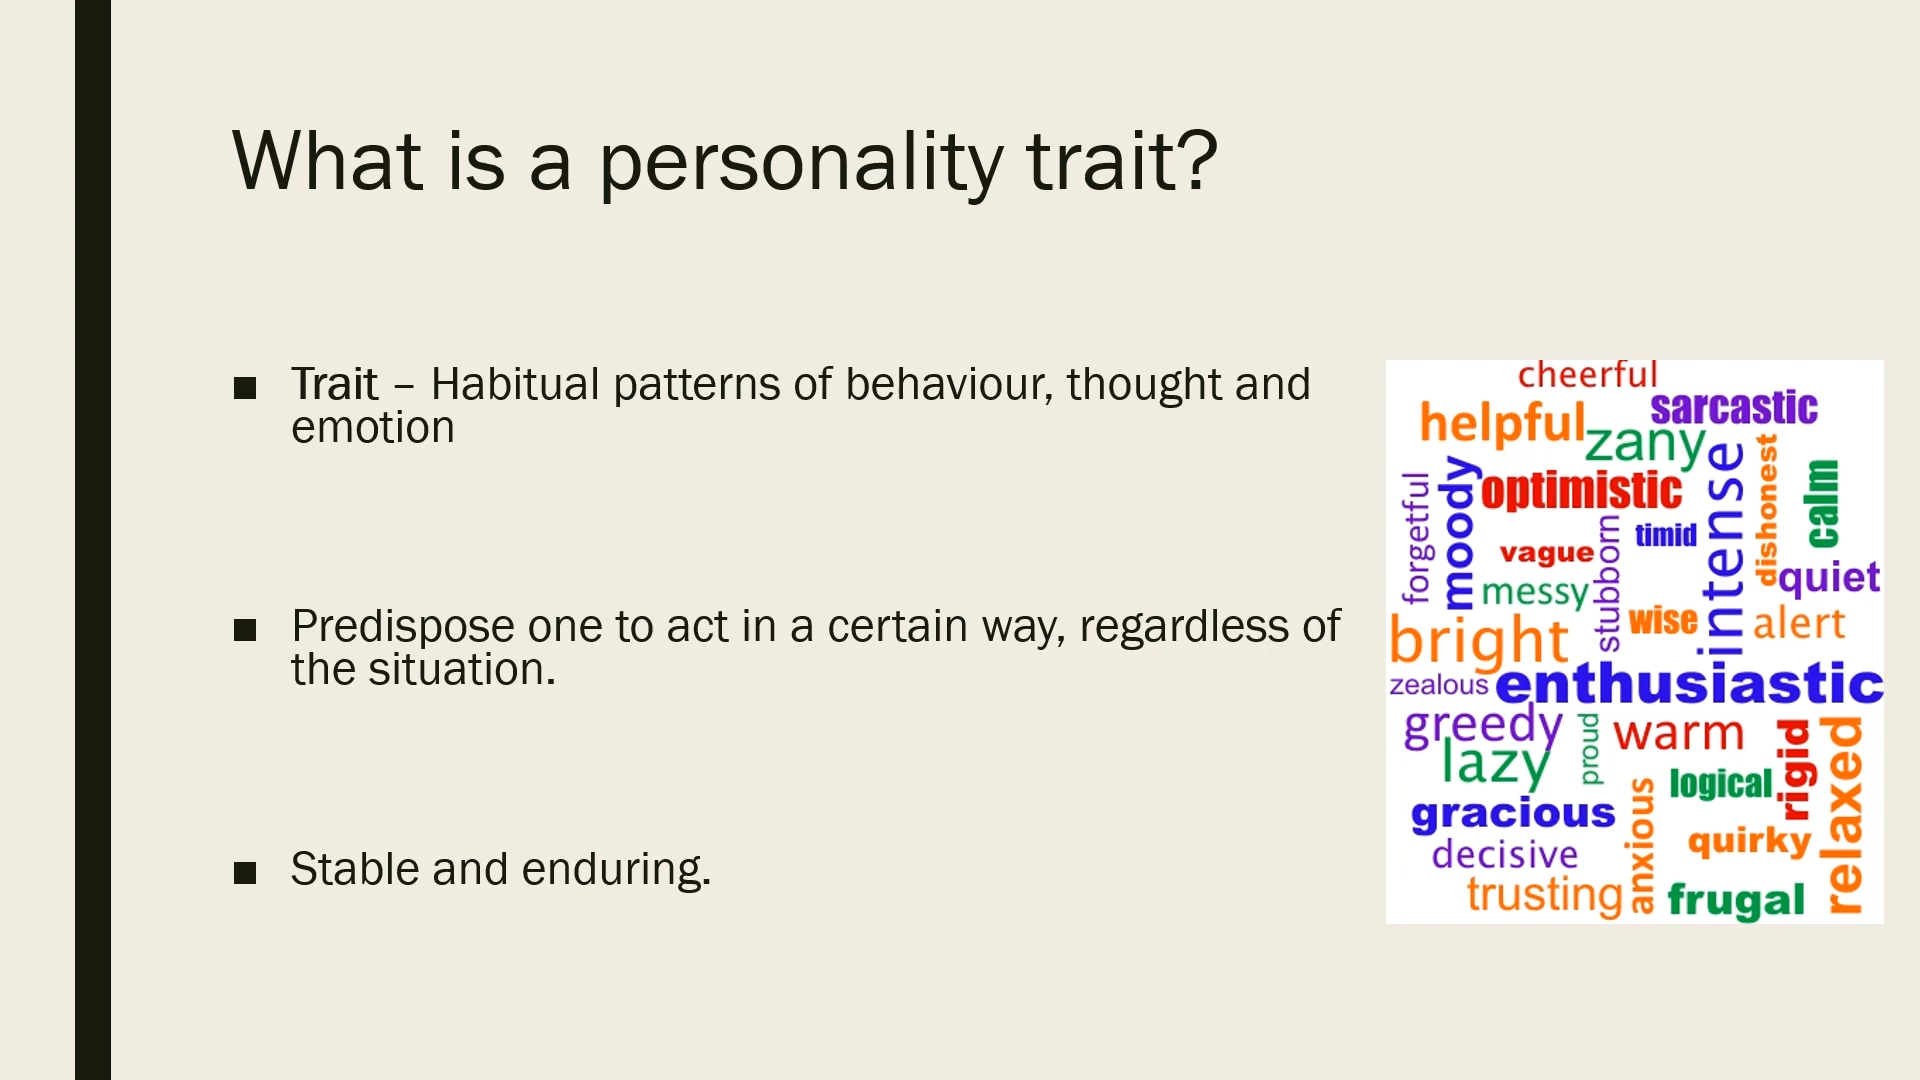 What is a personality trait?
■ Trait – Habitual patterns of behaviour, thought and
emotion
■ Predispose one to act in a certain way, regardless of
the situation.
■ Stable and enduring.
cheerful
sarcastic
helpful
zany
intense
dishonest
calm
forgetful
moody
optimistic
timid
vague
stubborn
messy
quiet
wise
alert
bright
zealous
enthusiastic
greedy
proud
warm
rigid
relaxed
lazy
logical
gracious
anxious
quirky
decisive
trusting
frugal